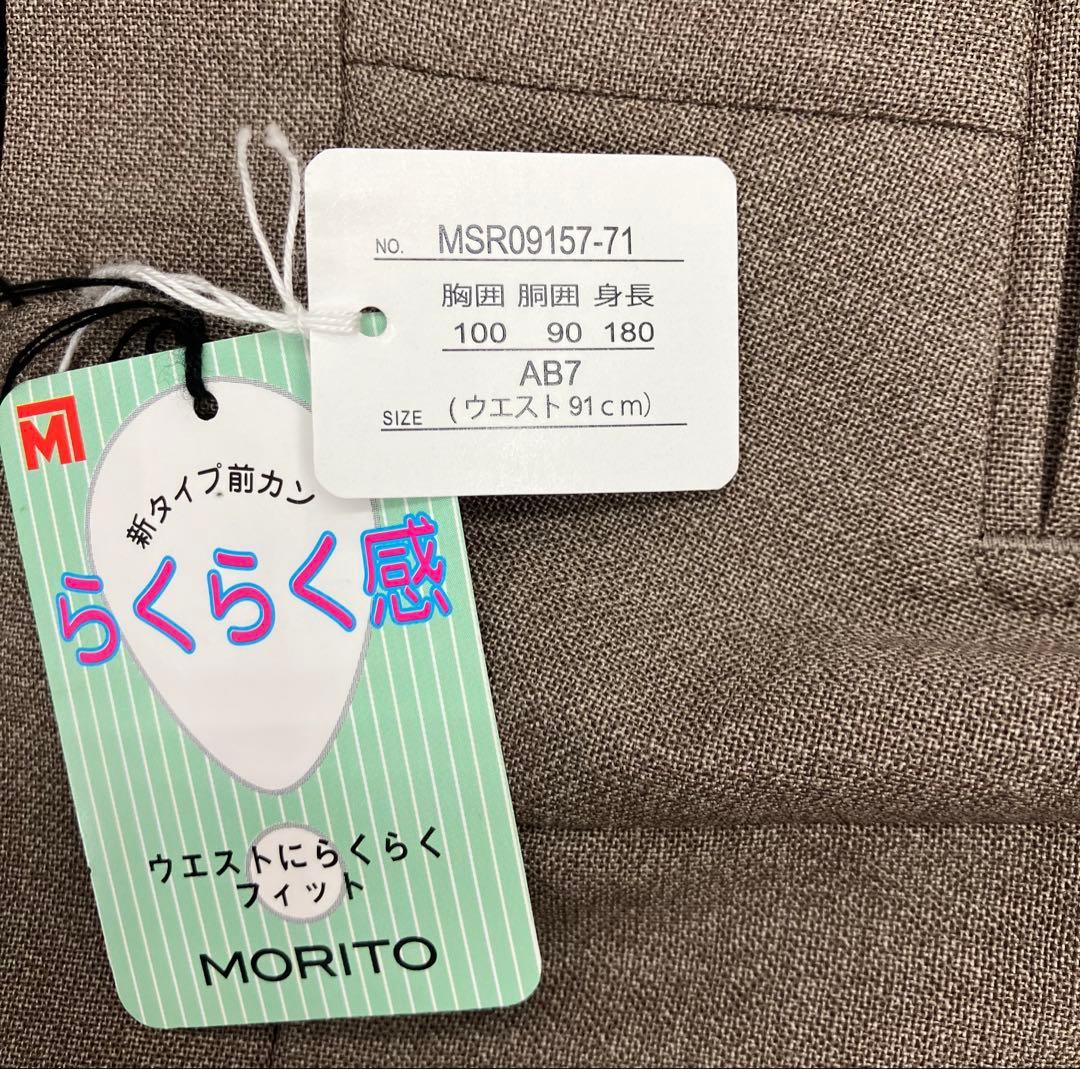 NO. MSR09157-71
胸囲 胴囲 身長
100 90 180
AB7
SIZE (ウエスト91cm)
M
新タイプ前カン
らくらく感
ウエストにらくらく
フィット
MORITO